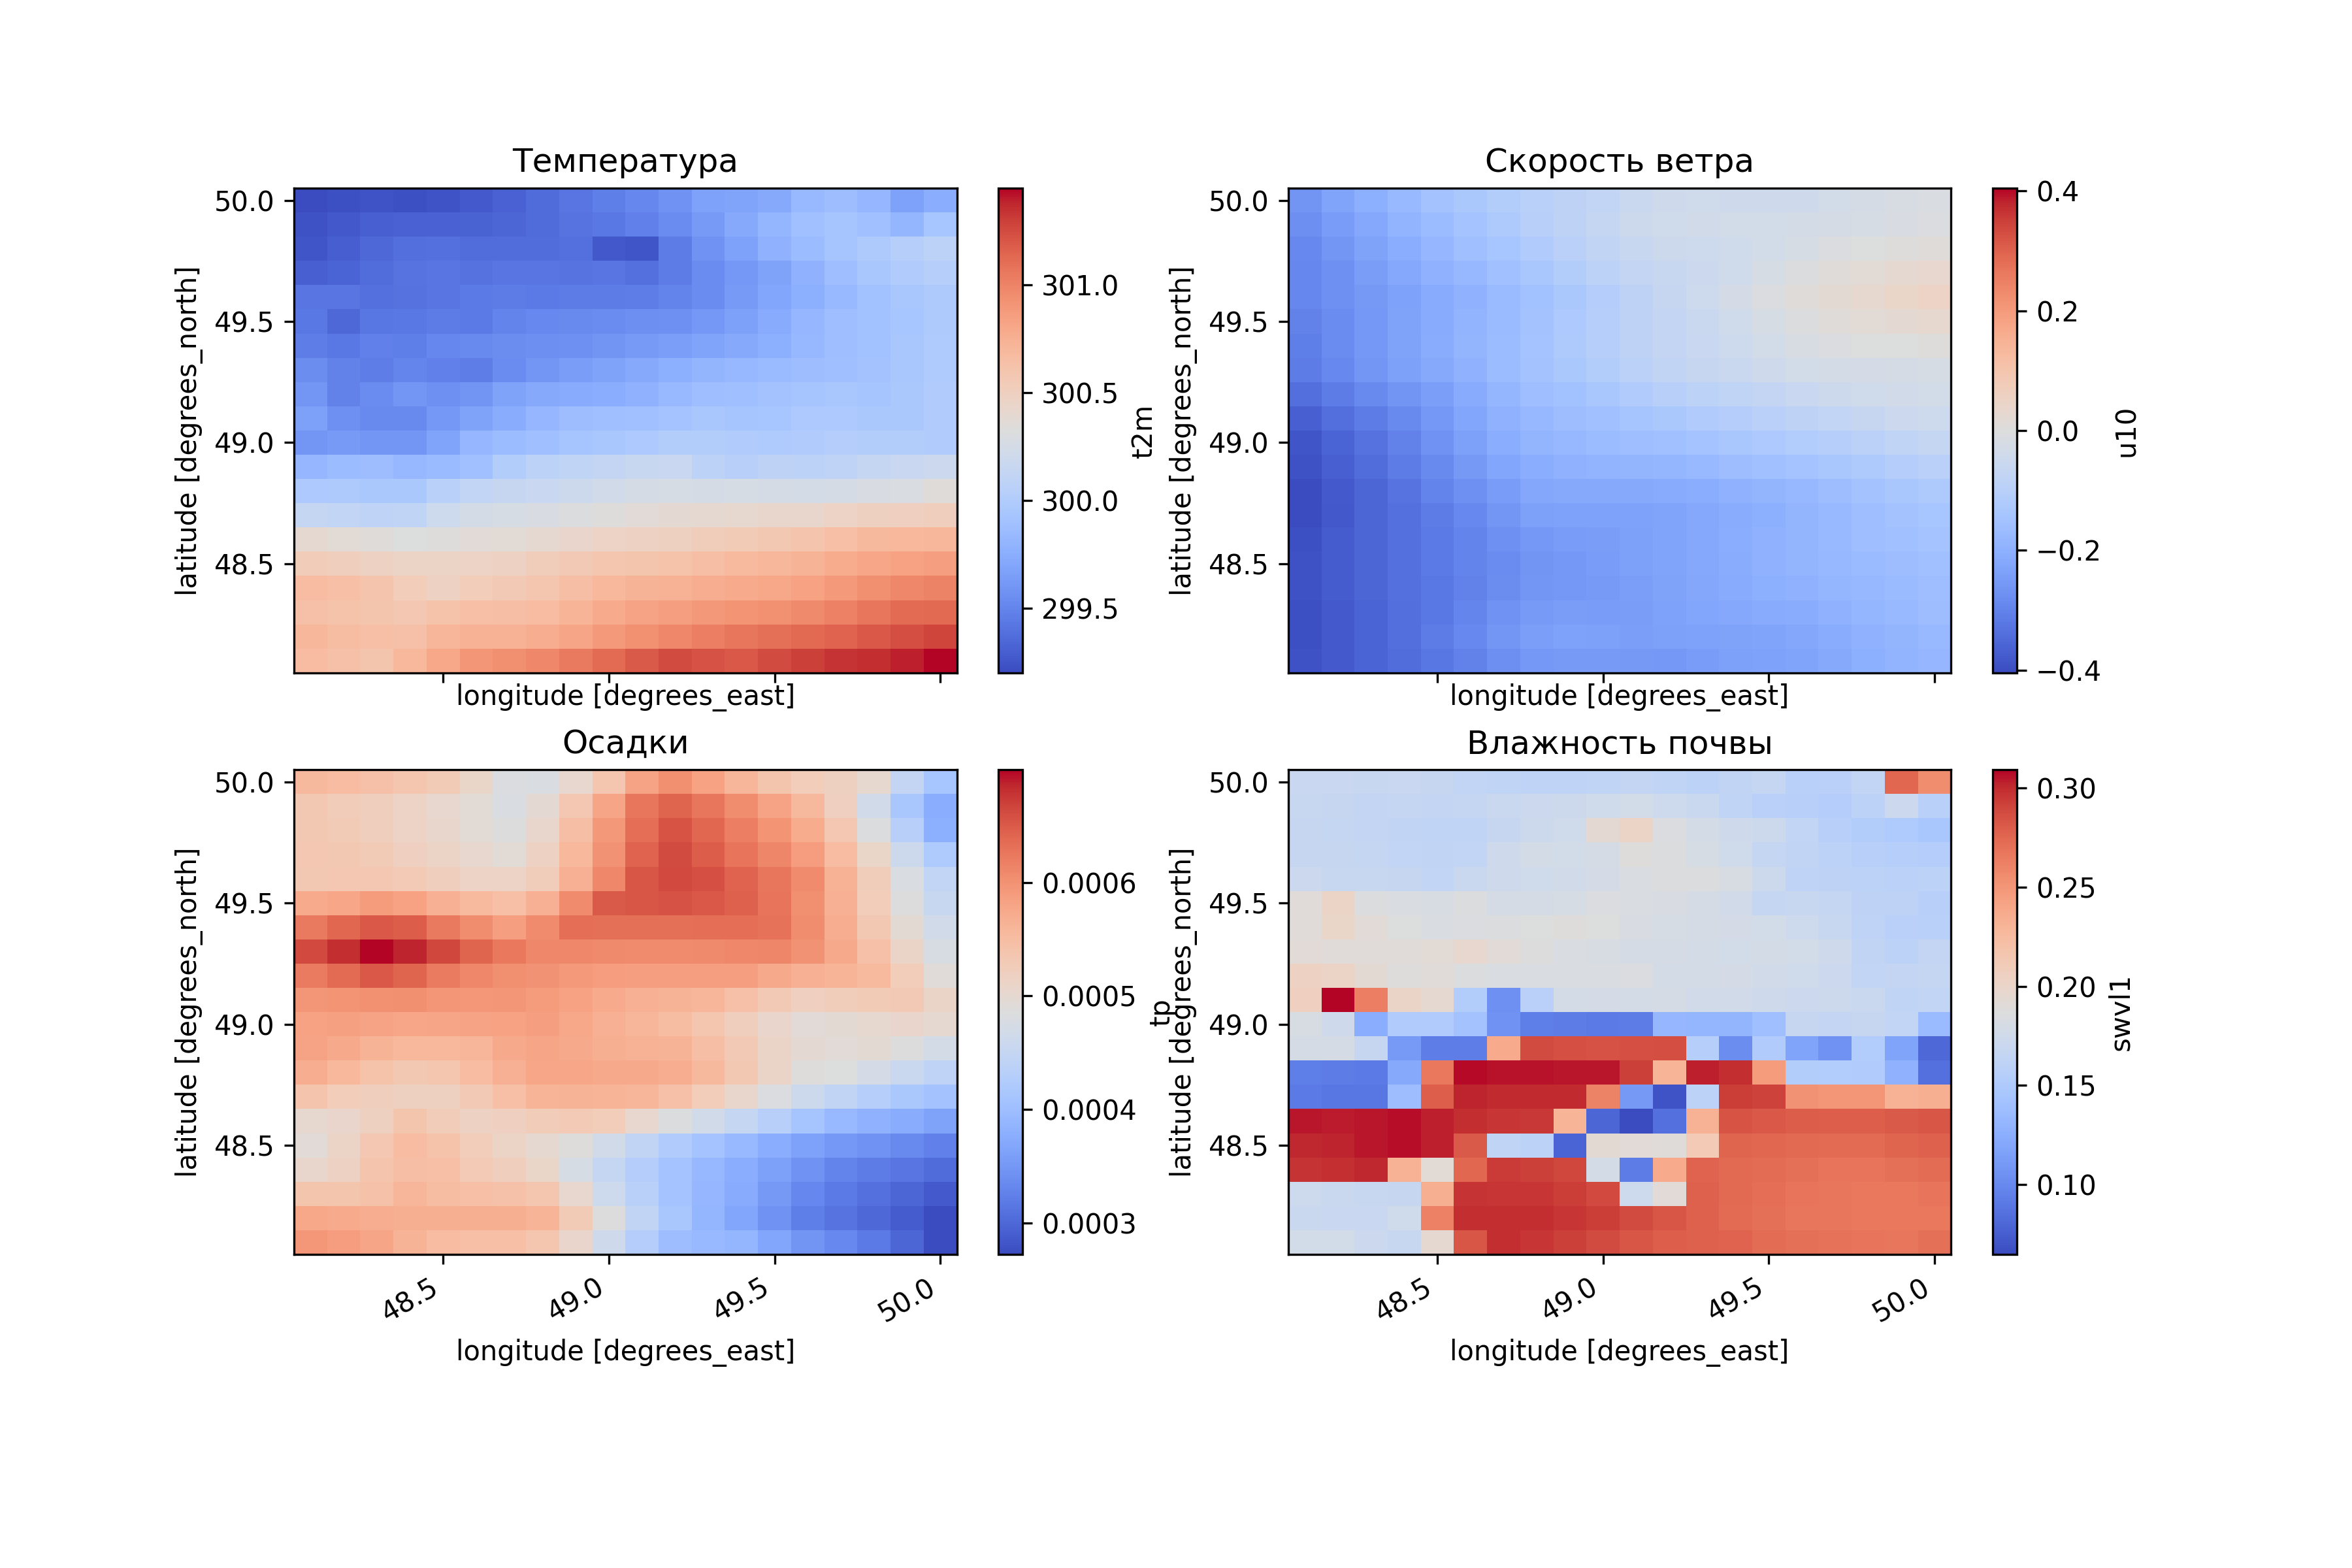 Температура
50.0
49.5
49.0
48.5
latitude [degrees_north]
longitude [degrees_east]
301.0
300.5
300.0
299.5
t2m
Скорость ветра
50.0
49.5
49.0
48.5
latitude [degrees_north]
longitude [degrees_east]
0.4
0.2
0.0
−0.2
−0.4
u10
Осадки
50.0
49.5
49.0
48.5
latitude [degrees_north]
48.5 49.0 49.5 50.0
longitude [degrees_east]
0.0006
0.0005
0.0004
0.0003
tp
Влажность почвы
50.0
49.5
49.0
48.5
latitude [degrees_north]
48.5 49.0 49.5 50.0
longitude [degrees_east]
0.30
0.25
0.20
0.15
0.10
swvl1